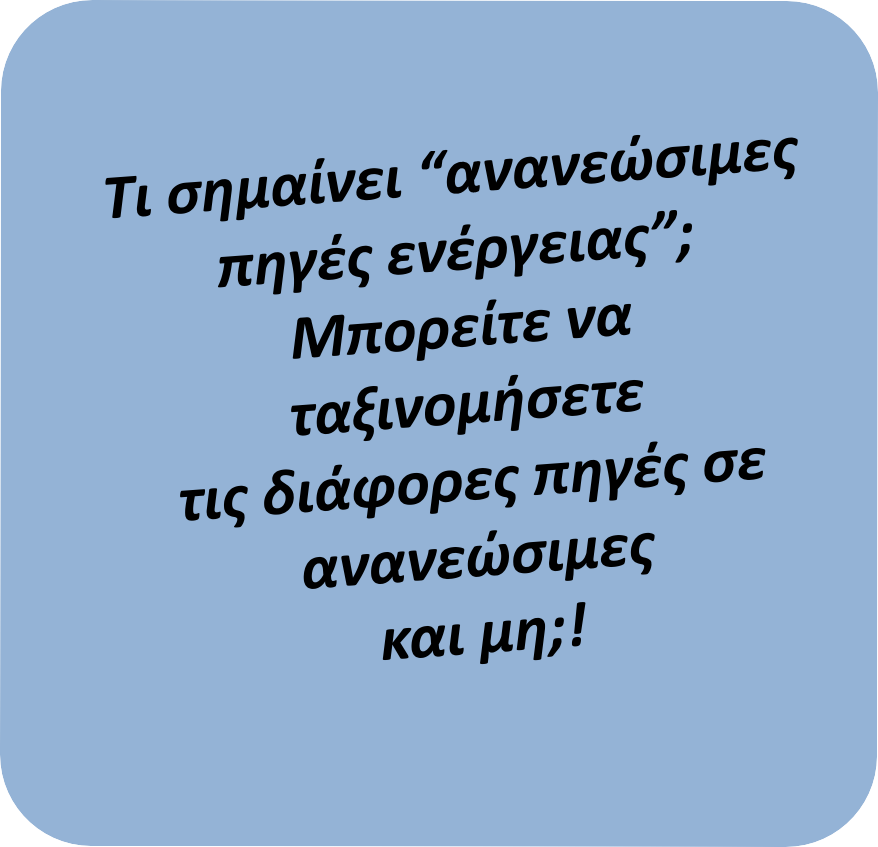 Τι σημαίνει “ανανεώσιμες
πηγές ενέργειας”;
Μπορείτε να
ταξινομήσετε
τις διάφορες πηγές σε
ανανεώσιμες
και μη;!